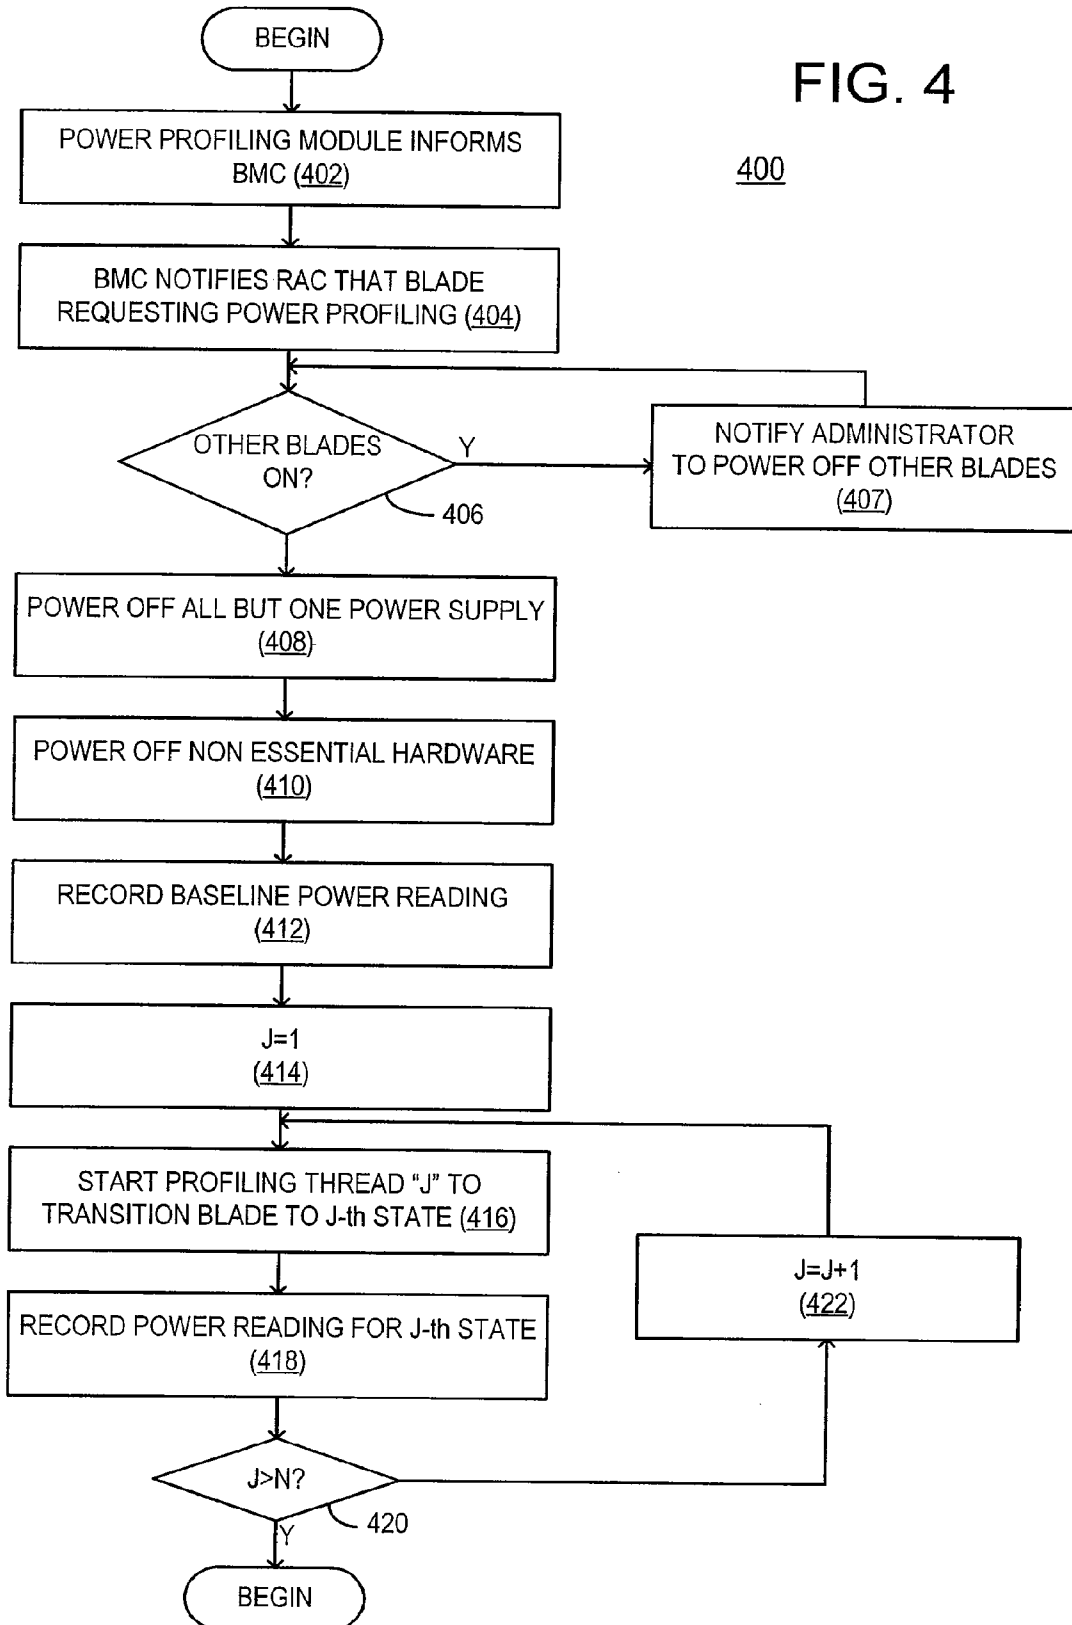 BEGIN
FIG. 4
400
POWER PROFILING MODULE INFORMS
BMC (402)
BMC NOTIFIES RAC THAT BLADE
REQUESTING POWER PROFILING (404)
OTHER BLADES
ON?
Y
406
NOTIFY ADMINISTRATOR
TO POWER OFF OTHER BLADES
(407)
POWER OFF ALL BUT ONE POWER SUPPLY
(408)
POWER OFF NON ESSENTIAL HARDWARE
(410)
RECORD BASELINE POWER READING
(412)
J=1
(414)
START PROFILING THREAD “J” TO
TRANSITION BLADE TO J-th STATE (416)
J=J+1
(422)
RECORD POWER READING FOR J-th STATE
(418)
J>N?
420
Y
BEGIN